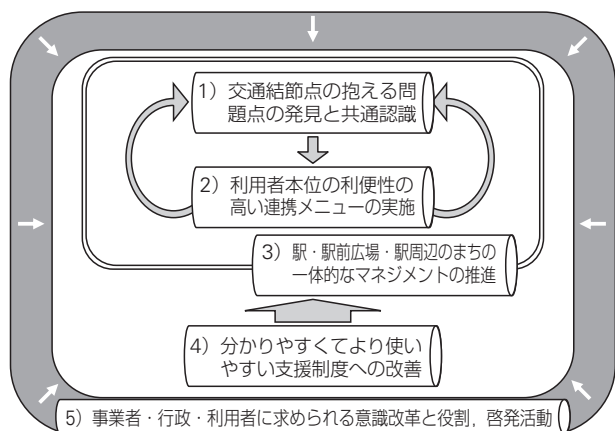 1）交通結節点の抱える問
題点の発見と共通認識
2）利用者本位の利便性の
高い連携メニューの実施
3）駅・駅前広場・駅周辺のまちの
一体的なマネジメントの推進
4）分かりやすくてより使い
やすい支援制度への改善
5）事業者・行政・利用者に求められる意識改革と役割，啓発活動